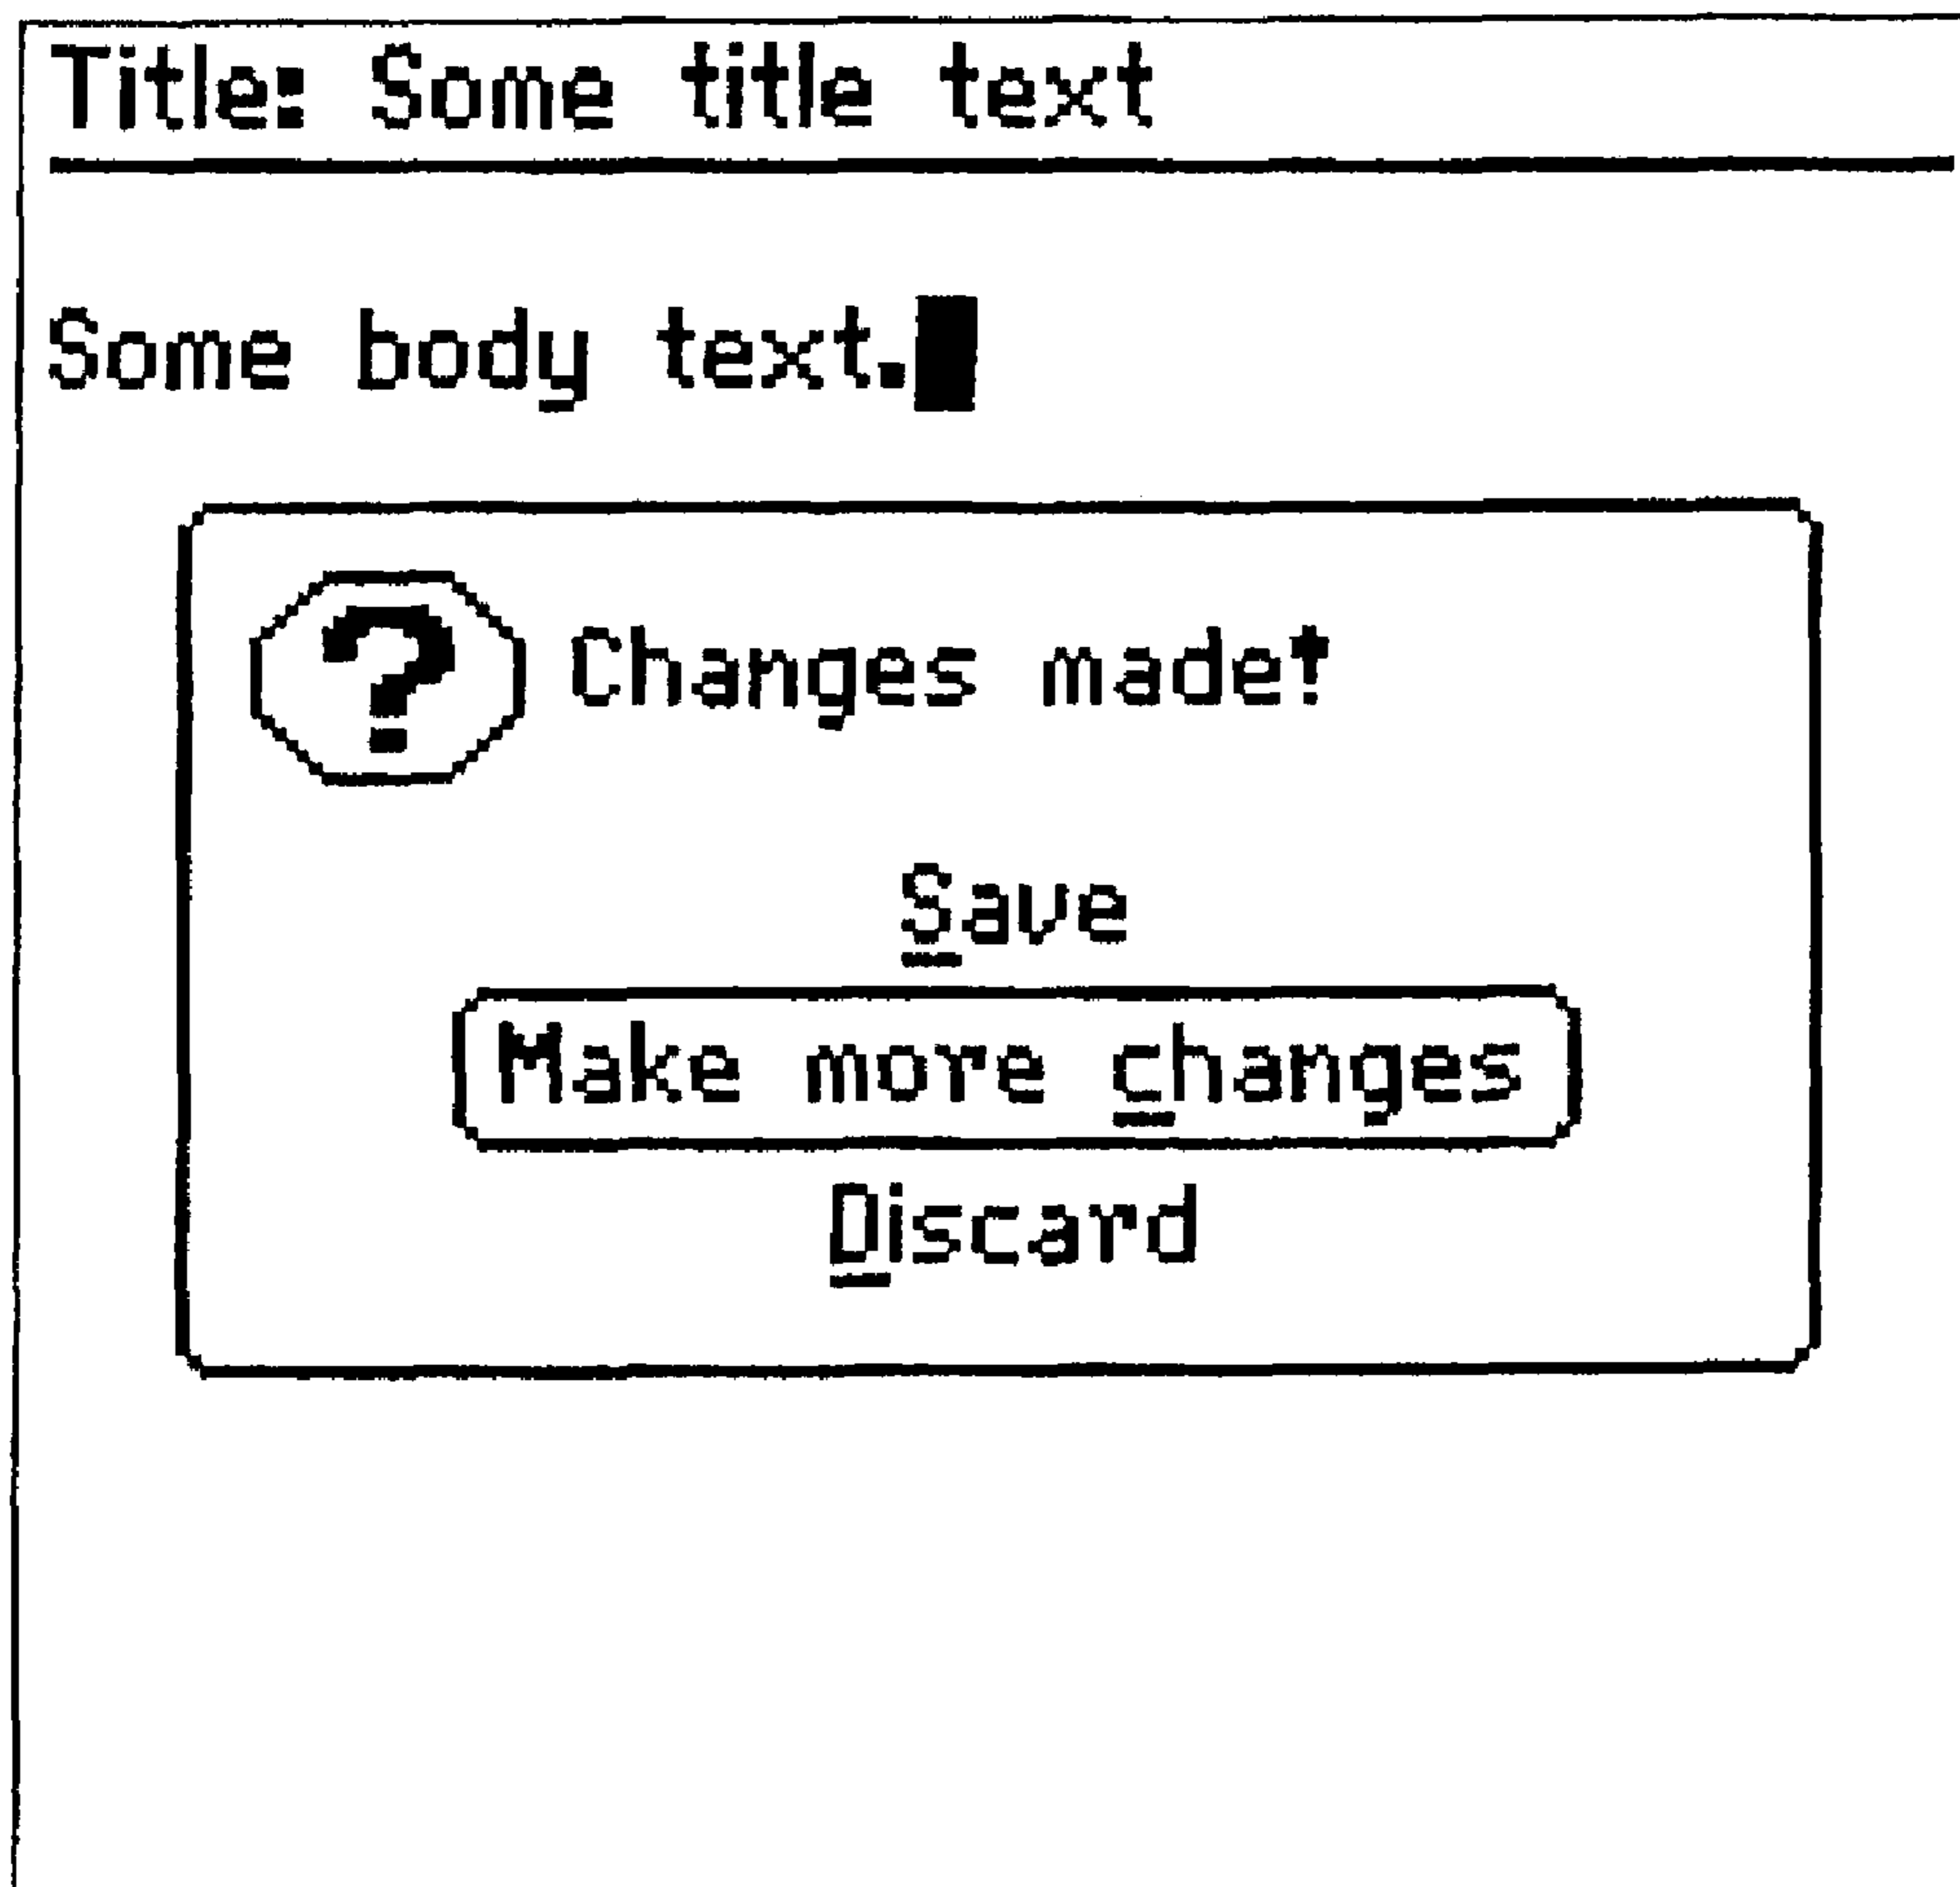 Title: Some title text
Some body text.
? Changes made!
Save
Make more changes
Discard